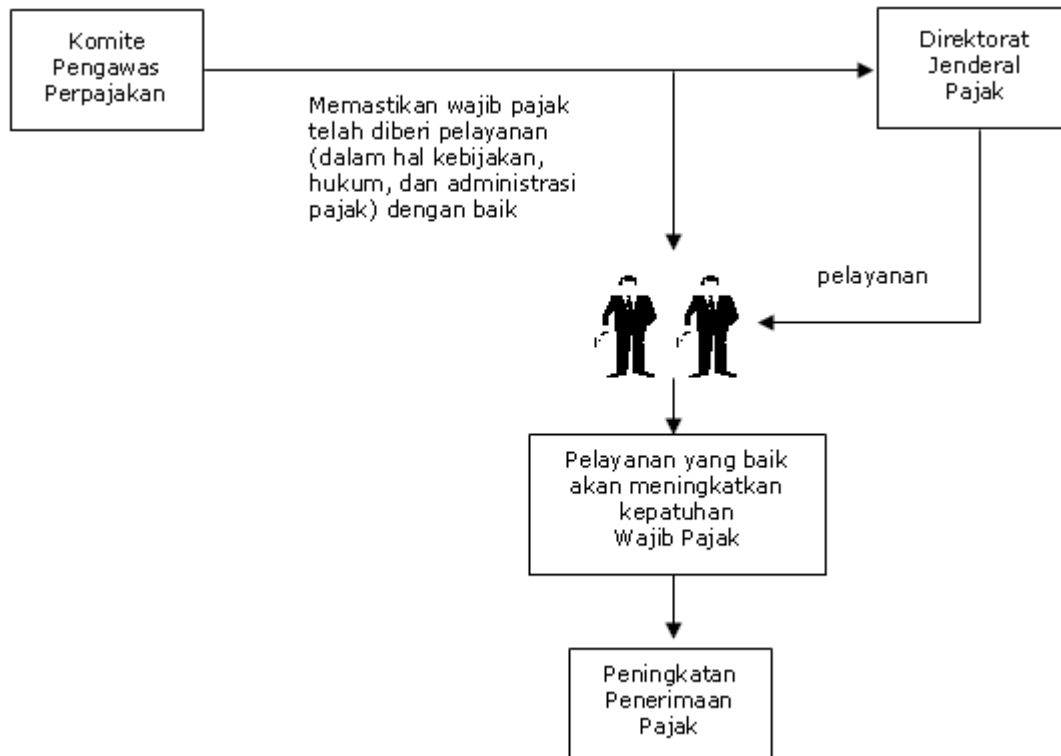 Komite
Pengawas
Perpajakan
Direktorat
Jenderal
Pajak
Memastikan wajib pajak
telah diberi pelayanan
(dalam hal kebijakan,
hukum, dan administrasi
pajak) dengan baik
pelayanan
Pelayanan yang baik
akan meningkatkan
kepatuhan
Wajib Pajak
Peningkatan
Penerimaan
Pajak